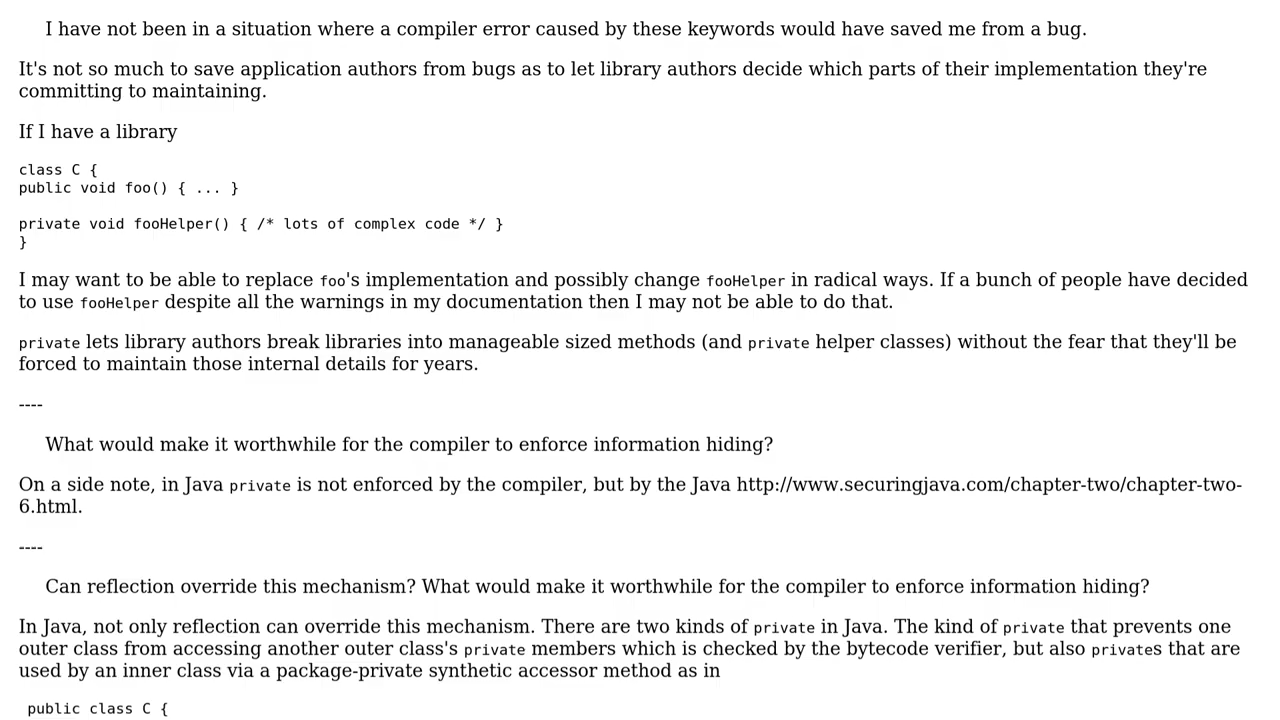 I have not been in a situation where a compiler error caused by these keywords would have saved me from a bug.
It's not so much to save application authors from bugs as to let library authors decide which parts of their implementation they're
committing to maintaining.
If I have a library
class C {
public void foo() { ... }
private void fooHelper() { /* lots of complex code */ }
}
I may want to be able to replace foo's implementation and possibly change fooHelper in radical ways. If a bunch of people have decided
to use fooHelper despite all the warnings in my documentation then I may not be able to do that.
private lets library authors break libraries into manageable sized methods (and private helper classes) without the fear that they'll be
forced to maintain those internal details for years.
----
What would make it worthwhile for the compiler to enforce information hiding?
On a side note, in Java private is not enforced by the compiler, but by the Java http://www.securingjava.com/chapter-two/chapter-two-
6.html.
----
Can reflection override this mechanism? What would make it worthwhile for the compiler to enforce information hiding?
In Java, not only reflection can override this mechanism. There are two kinds of private in Java. The kind of private that prevents one
outer class from accessing another outer class's private members which is checked by the bytecode verifier, but also privates that are
used by an inner class via a package-private synthetic accessor method as in
public class C {